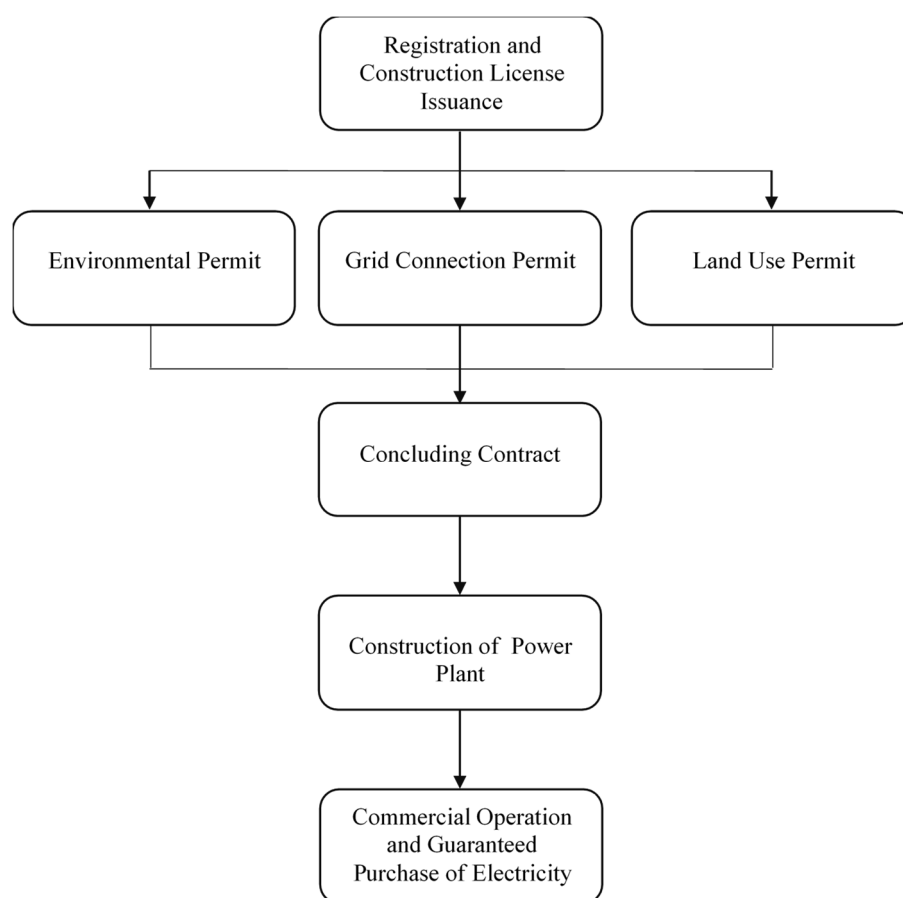 Registration and
Construction License
Issuance
Environmental Permit
Grid Connection Permit
Land Use Permit
Concluding Contract
Construction of  Power
Plant
Commercial Operation
and Guaranteed
Purchase of Electricity